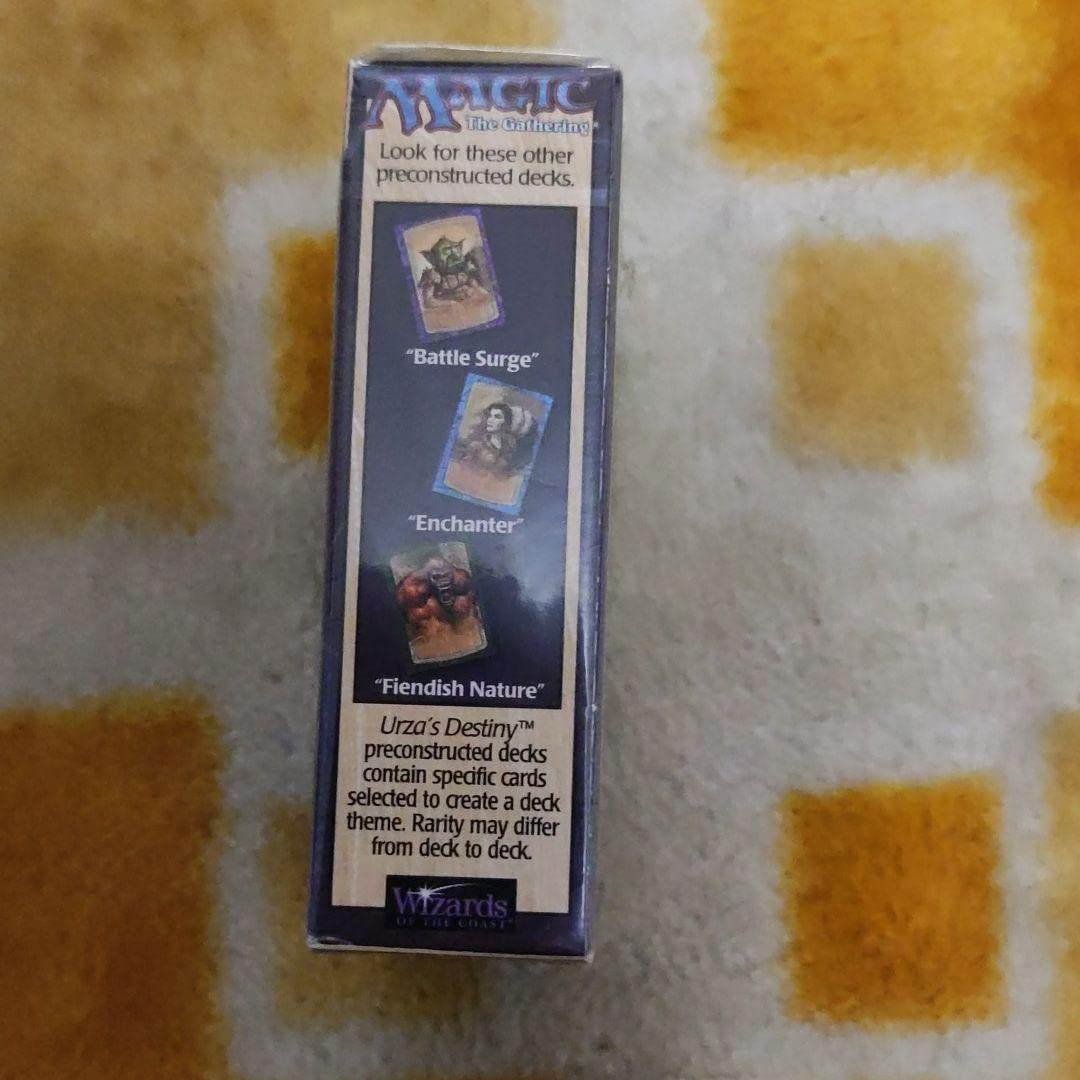 MAGIC
The Gathering®
Look for these other
preconstructed decks.
“Battle Surge”
“Enchanter”
“Fiendish Nature”
Urza's Destiny™
preconstructed decks
contain specific cards
selected to create a deck
theme. Rarity may differ
from deck to deck.
Wizards
OF THE COAST®